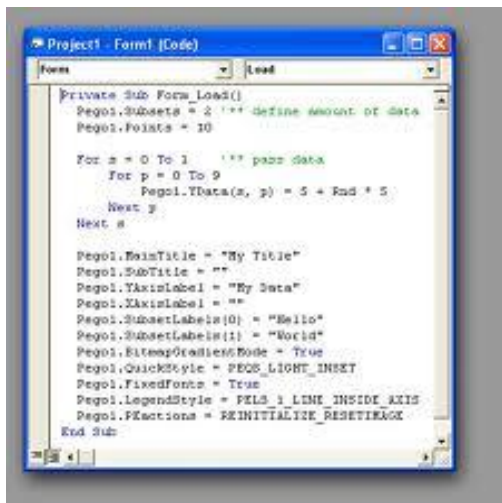 Project1 - Form1 (Code)
Form Load
Private Sub Form_Load()
Pego1.Subsets = 2 '** define amount of data
Pego1.Points = 10
For s = 0 To 1 '** pass data
For p = 0 To 9
Pego1.YData(s, p) = 5 + Rnd * 5
Next p
Next s
Pego1.MainTitle = "My Title"
Pego1.SubTitle = ""
Pego1.YAxisLabel = "My Data"
Pego1.XAxisLabel = ""
Pego1.SubsetLabels(0) = "Hello"
Pego1.SubsetLabels(1) = "World"
Pego1.BitmapGradientMode = True
Pego1.QuickStyle = PEQS_LIGHT_INSET
Pego1.FixedFonts = True
Pego1.LegendStyle = PELS_1_LINE_INSIDE_AXIS
Pego1.PEactions = REINITIALIZE_RESETIMAGE
End Sub